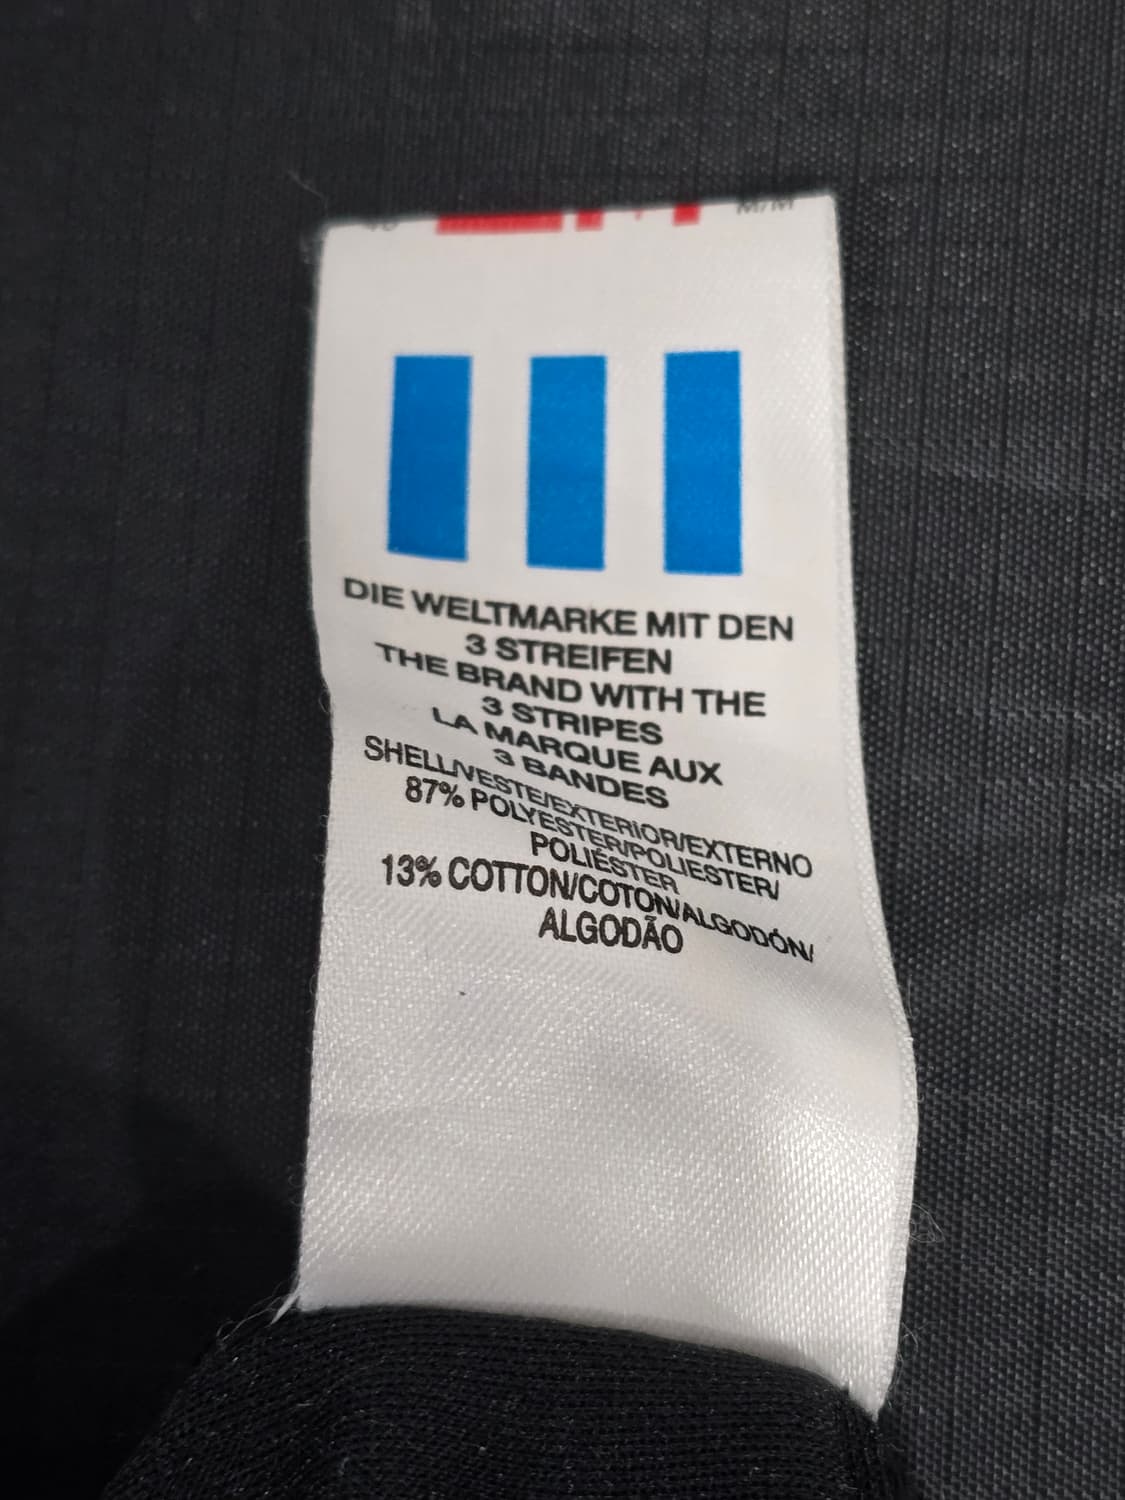 M/M
DIE WELTMARKE MIT DEN
3 STREIFEN
THE BRAND WITH THE
3 STRIPES
LA MARQUE AUX
3 BANDES
SHELL/VESTE/EXTERIOR/EXTERNO
87% POLYESTER/POLIESTER/
POLIÉSTER
13% COTTON/COTON/ALGODÓN/
ALGODÃO